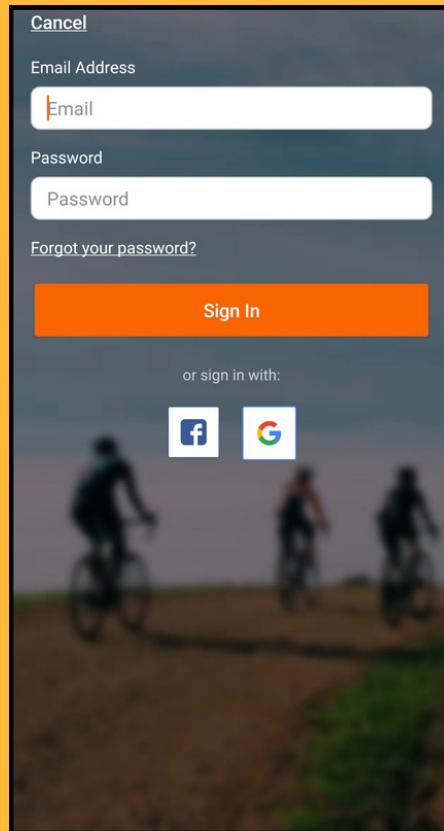 Cancel
Email Address
Email
Password
Password
Forgot your password?
Sign In
or sign in with: